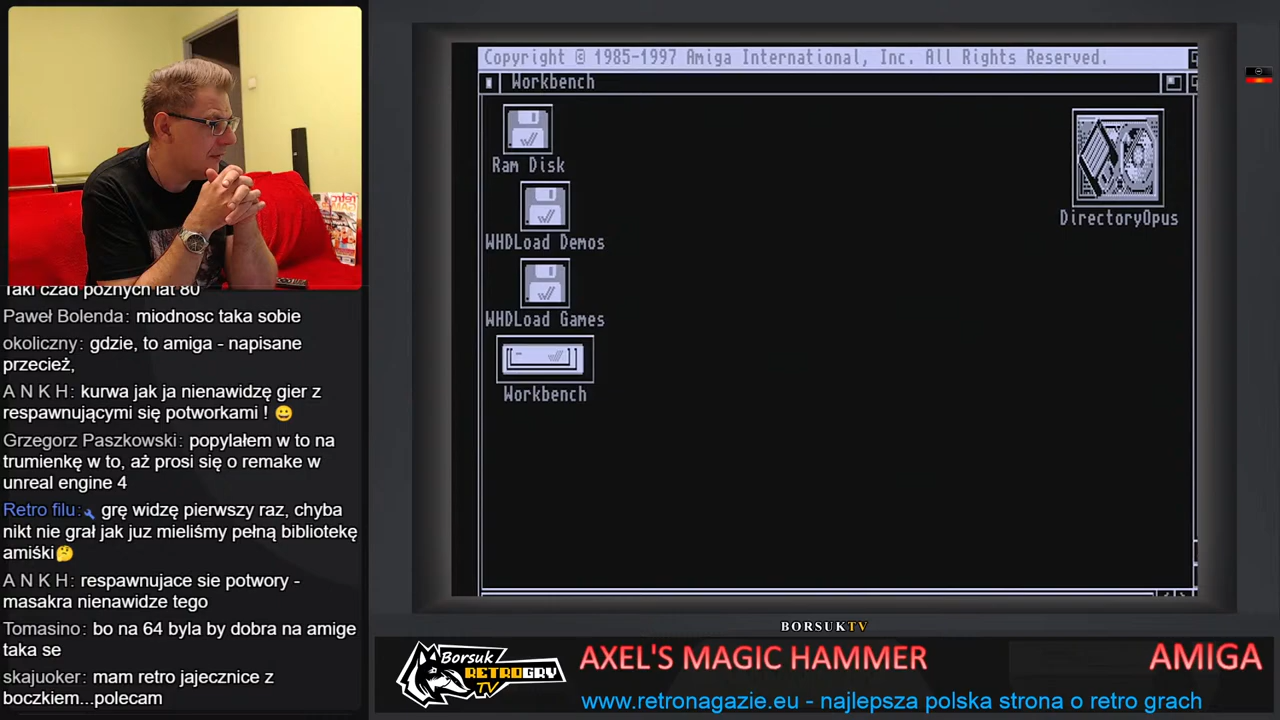 Copyright © 1985-1997 Amiga International, Inc. All Rights Reserved.
Workbench
Ram Disk
WHDLoad Demos
WHDLoad Games
Workbench
DirectoryOpus
Taki czad poznych lat 80
Paweł Bolenda: miodnosc taka sobie
okoliczny: gdzie, to amiga - napisane
przecież,
A N K H: kurwa jak ja nienawidzę gier z
respawnującymi się potworkami ! 😀
Grzegorz Paszkowski: popylałem w to na
trumienkę w to, aż prosi się o remake w
unreal engine 4
Retro filu: grę widzę pierwszy raz, chyba
nikt nie grał jak juz mieliśmy pełną bibliotekę
amiśki🤔
A N K H: respawnujace sie potwory -
masakra nienawidze tego
Tomasino: bo na 64 byla by dobra na amige
taka se
skajuoker: mam retro jajecznice z
boczkiem...polecam
BORSUKTV
Borsuk
RETROGRY
TV
AXEL'S MAGIC HAMMER
AMIGA
www.retronagazie.eu - najlepsza polska strona o retro grach